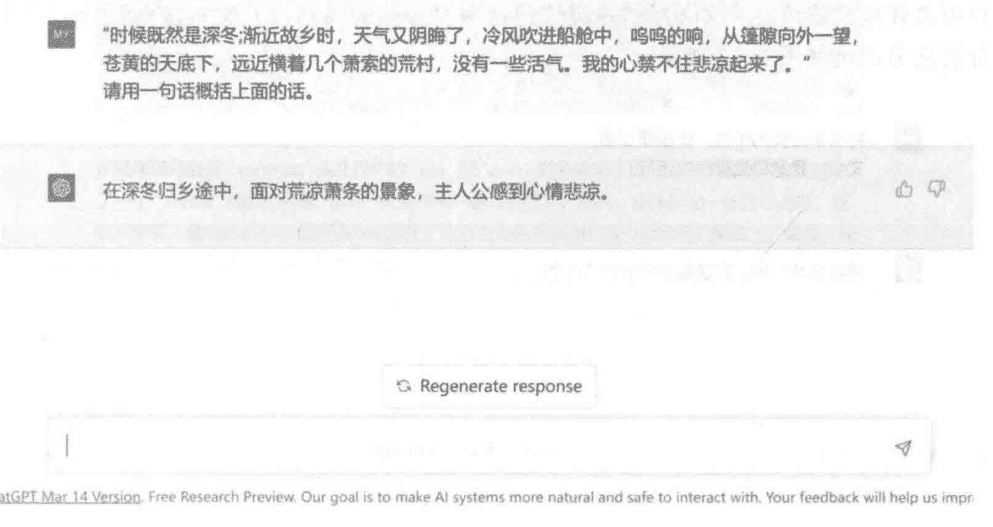 MY
“时候既然是深冬;渐近故乡时，天气又阴晦了，冷风吹进船舱中，呜呜的响，从篷隙向外一望，
苍黄的天底下，远近横着几个萧索的荒村，没有一些活气。我的心禁不住悲凉起来了。“
请用一句话概括上面的话。
在深冬归乡途中，面对荒凉萧条的景象，主人公感到心情悲凉。
Regenerate response
atGPT Mar 14 Version. Free Research Preview. Our goal is to make AI systems more natural and safe to interact with. Your feedback will help us impr